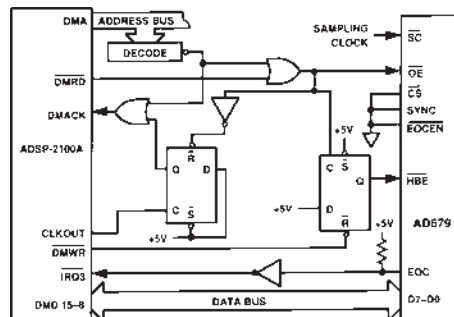 DMA
ADDRESS BUS
DECODE
SAMPLING
CLOCK
SC
DMRD
OE
DMACK
CS
SYNC
EOCEN
ADSP-2100A
+5V
R
Q
D
C
S
C
S
Q
HBE
+5V
D
R
+5V
AD679
CLKOUT
+5V
DMWR
IRQ3
EOC
DMD 15–8
DATA BUS
D7–D0